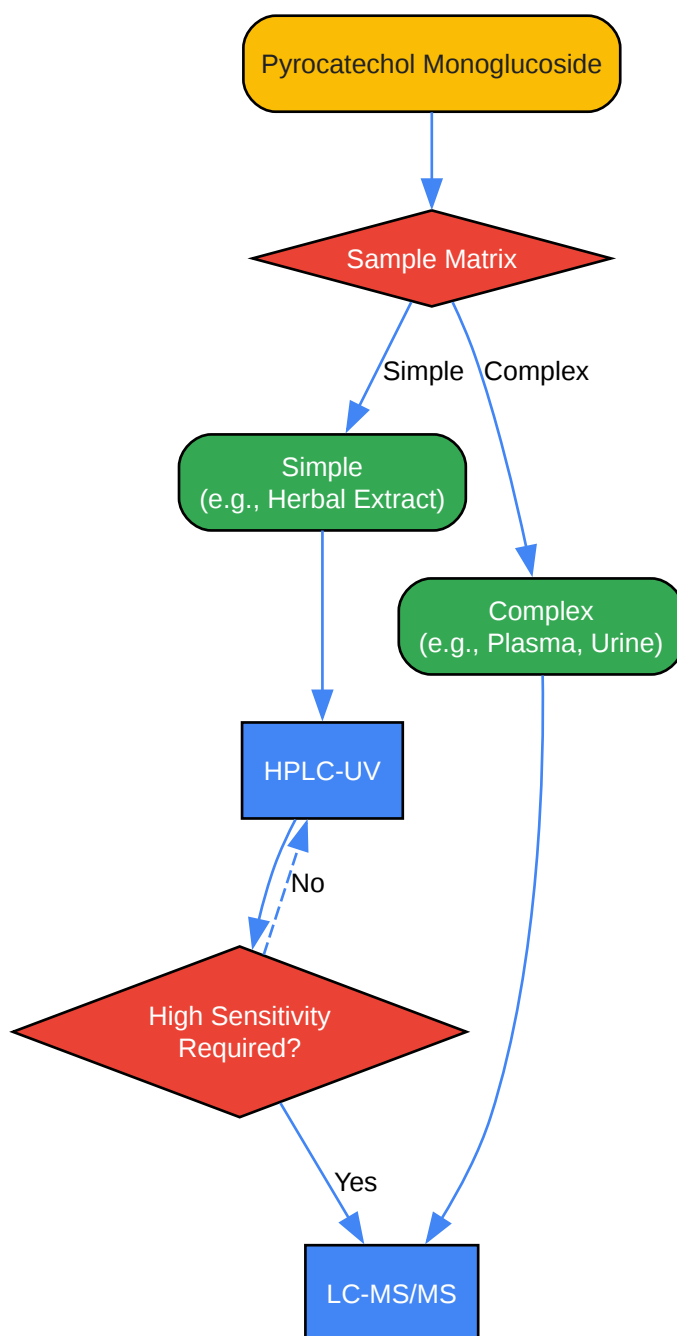 Pyrocatechol Monoglucoside
Sample Matrix
Simple
Complex
Simple
(e.g., Herbal Extract)
Complex
(e.g., Plasma, Urine)
HPLC-UV
No
High Sensitivity
Required?
Yes
LC-MS/MS